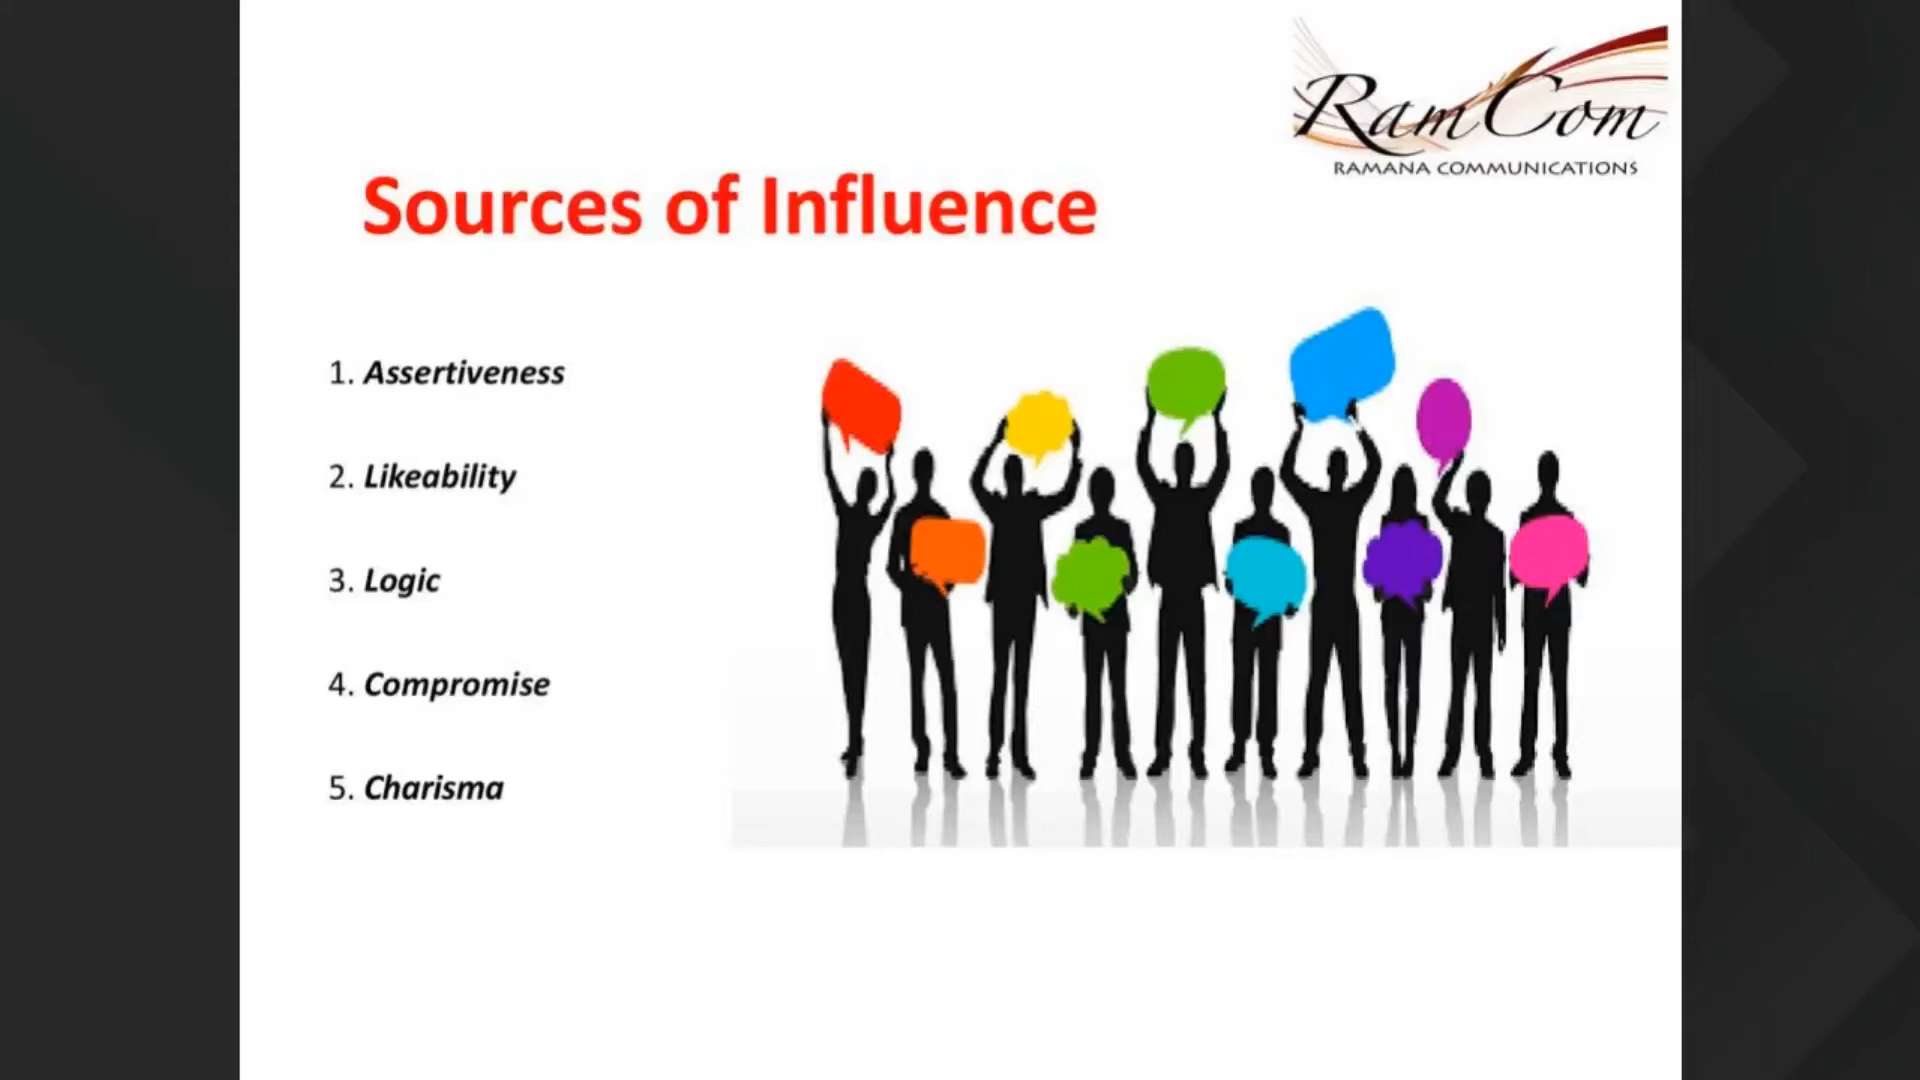 RamCom
RAMANA COMMUNICATIONS
Sources of Influence
1. Assertiveness
2. Likeability
3. Logic
4. Compromise
5. Charisma